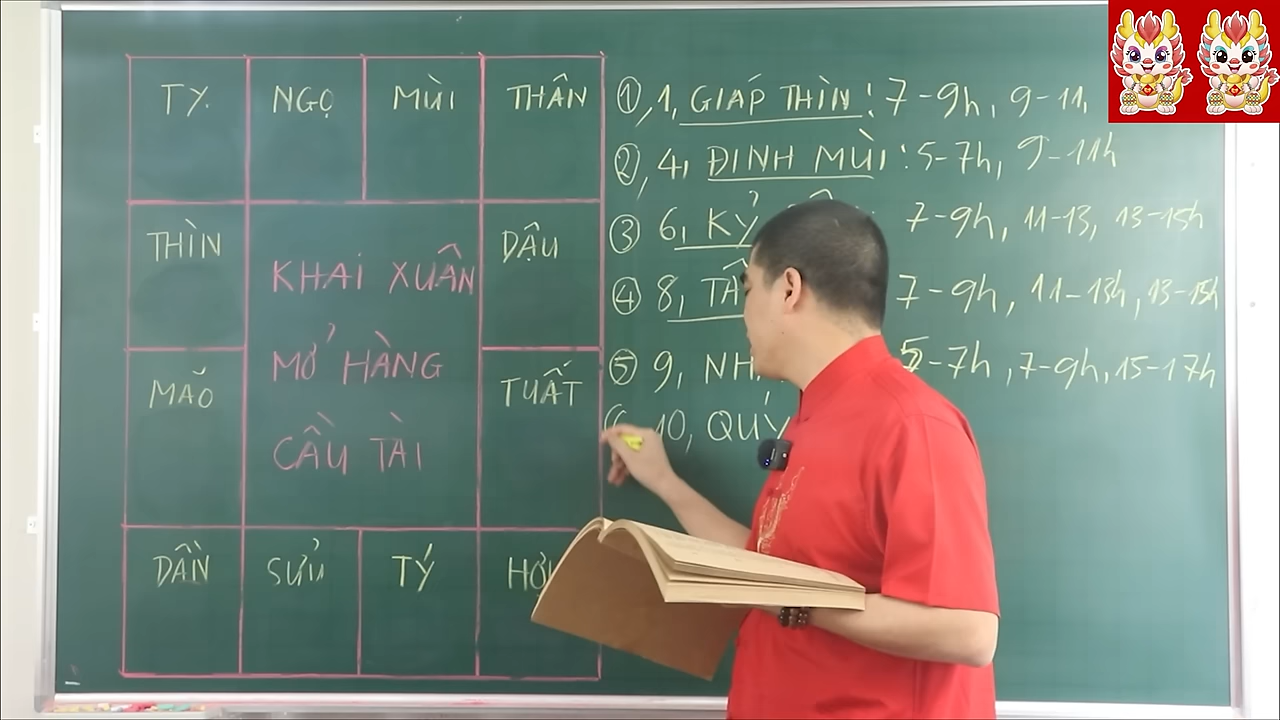 TY.
NGỌ
MÙI
THÂN
THÌN
DẬU
MÃO
TUẤT
DẦN
SỬU
TÝ
KHAI XUÂN
MỞ HÀNG
CẦU TÀI
①, 1, GIÁP THÌN: 7-9h, 9-11,
②, 4, ĐINH MÙI: 5-7h, 9-11h
③ 6, KỶ 7-9h, 11-13, 13-15h
④ 8, 7-9h, 11-13h, 13-15h
⑤ 9, 5-7h, 7-9h, 15-17h
10, QUÝ